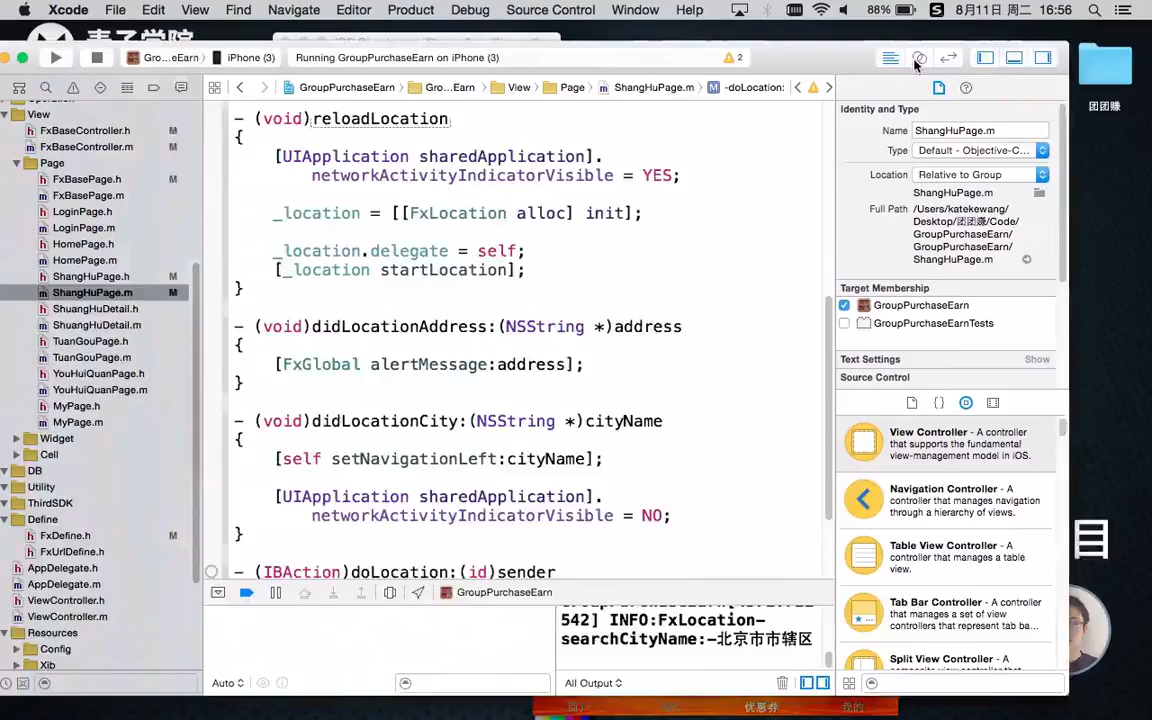 Xcode File Edit View Find Navigate Editor Product Debug Source Control Window Help 88% 8月11日 周二 16:56
麦子学院
Gro...eEarn iPhone (3) Running GroupPurchaseEarn on iPhone (3) 2
GroupPurchaseEarn Gro...Earn View Page ShangHuPage.m -doLocation:
View
FxBaseController.h M
FxBaseController.m M
Page
FxBasePage.h M
FxBasePage.m
LoginPage.h
LoginPage.m
HomePage.h
HomePage.m
ShangHuPage.h M
ShangHuPage.m M
ShuangHuDetail.h
ShuangHuDetail.m
TuanGouPage.h
TuanGouPage.m
YouHuiQuanPage.h
YouHuiQuanPage.m
MyPage.h
MyPage.m
Widget
Cell
DB
Utility
ThirdSDK
Define
FxDefine.h M
FxUrlDefine.h
AppDelegate.h
AppDelegate.m
ViewController.h
ViewController.m
Resources
Config
Xib
- (void)reloadLocation
{
[UIApplication sharedApplication].
networkActivityIndicatorVisible = YES;
_location = [[FxLocation alloc] init];
_location.delegate = self;
[_location startLocation];
}
- (void)didLocationAddress:(NSString *)address
{
[FxGlobal alertMessage:address];
}
- (void)didLocationCity:(NSString *)cityName
{
[self setNavigationLeft:cityName];
[UIApplication sharedApplication].
networkActivityIndicatorVisible = NO;
}
- (IBAction)doLocation:(id)sender
GroupPurchaseEarn
542] INFO:FxLocation-
searchCityName:-北京市市辖区
Auto
All Output
Identity and Type
Name ShangHuPage.m
Type Default - Objective-C...
Location Relative to Group
ShangHuPage.m
Full Path /Users/katekewang/
Desktop/团团赚/Code/
GroupPurchaseEarn/
GroupPurchaseEarn/
ShangHuPage.m
Target Membership
GroupPurchaseEarn
GroupPurchaseEarnTests
Text Settings Show
Source Control
View Controller - A controller
that supports the fundamental
view-management model in iOS.
Navigation Controller - A
controller that manages navigation
through a hierarchy of views.
Table View Controller - A
controller that manages a table
view.
Tab Bar Controller - A controller
that manages a set of view
controllers that represent tab ba...
Split View Controller - A
团团赚
优惠券 我的